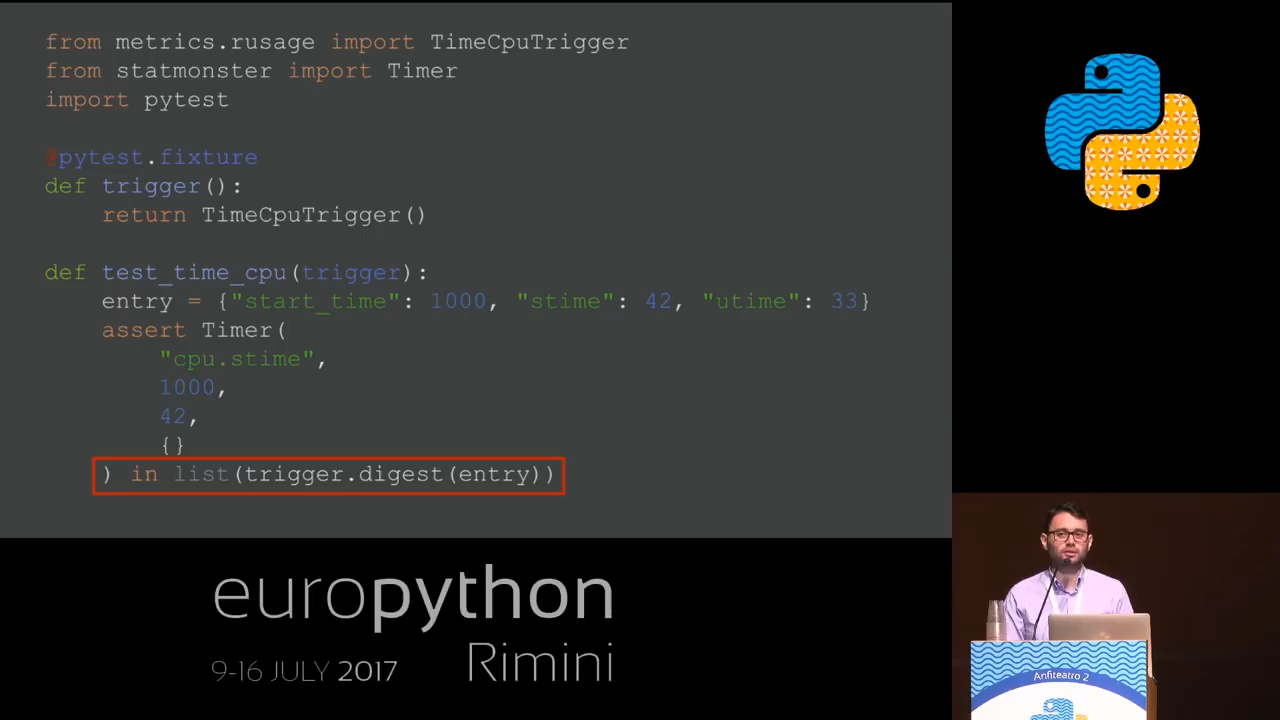 from metrics.rusage import TimeCpuTrigger
from statmonster import Timer
import pytest
@pytest.fixture
def trigger():
return TimeCpuTrigger()
def test_time_cpu(trigger):
entry = {"start_time": 1000, "stime": 42, "utime": 33}
assert Timer(
"cpu.stime",
1000,
42,
{}
) in list(trigger.digest(entry))
europython
9-16 JULY 2017 Rimini
Anfiteatro 2